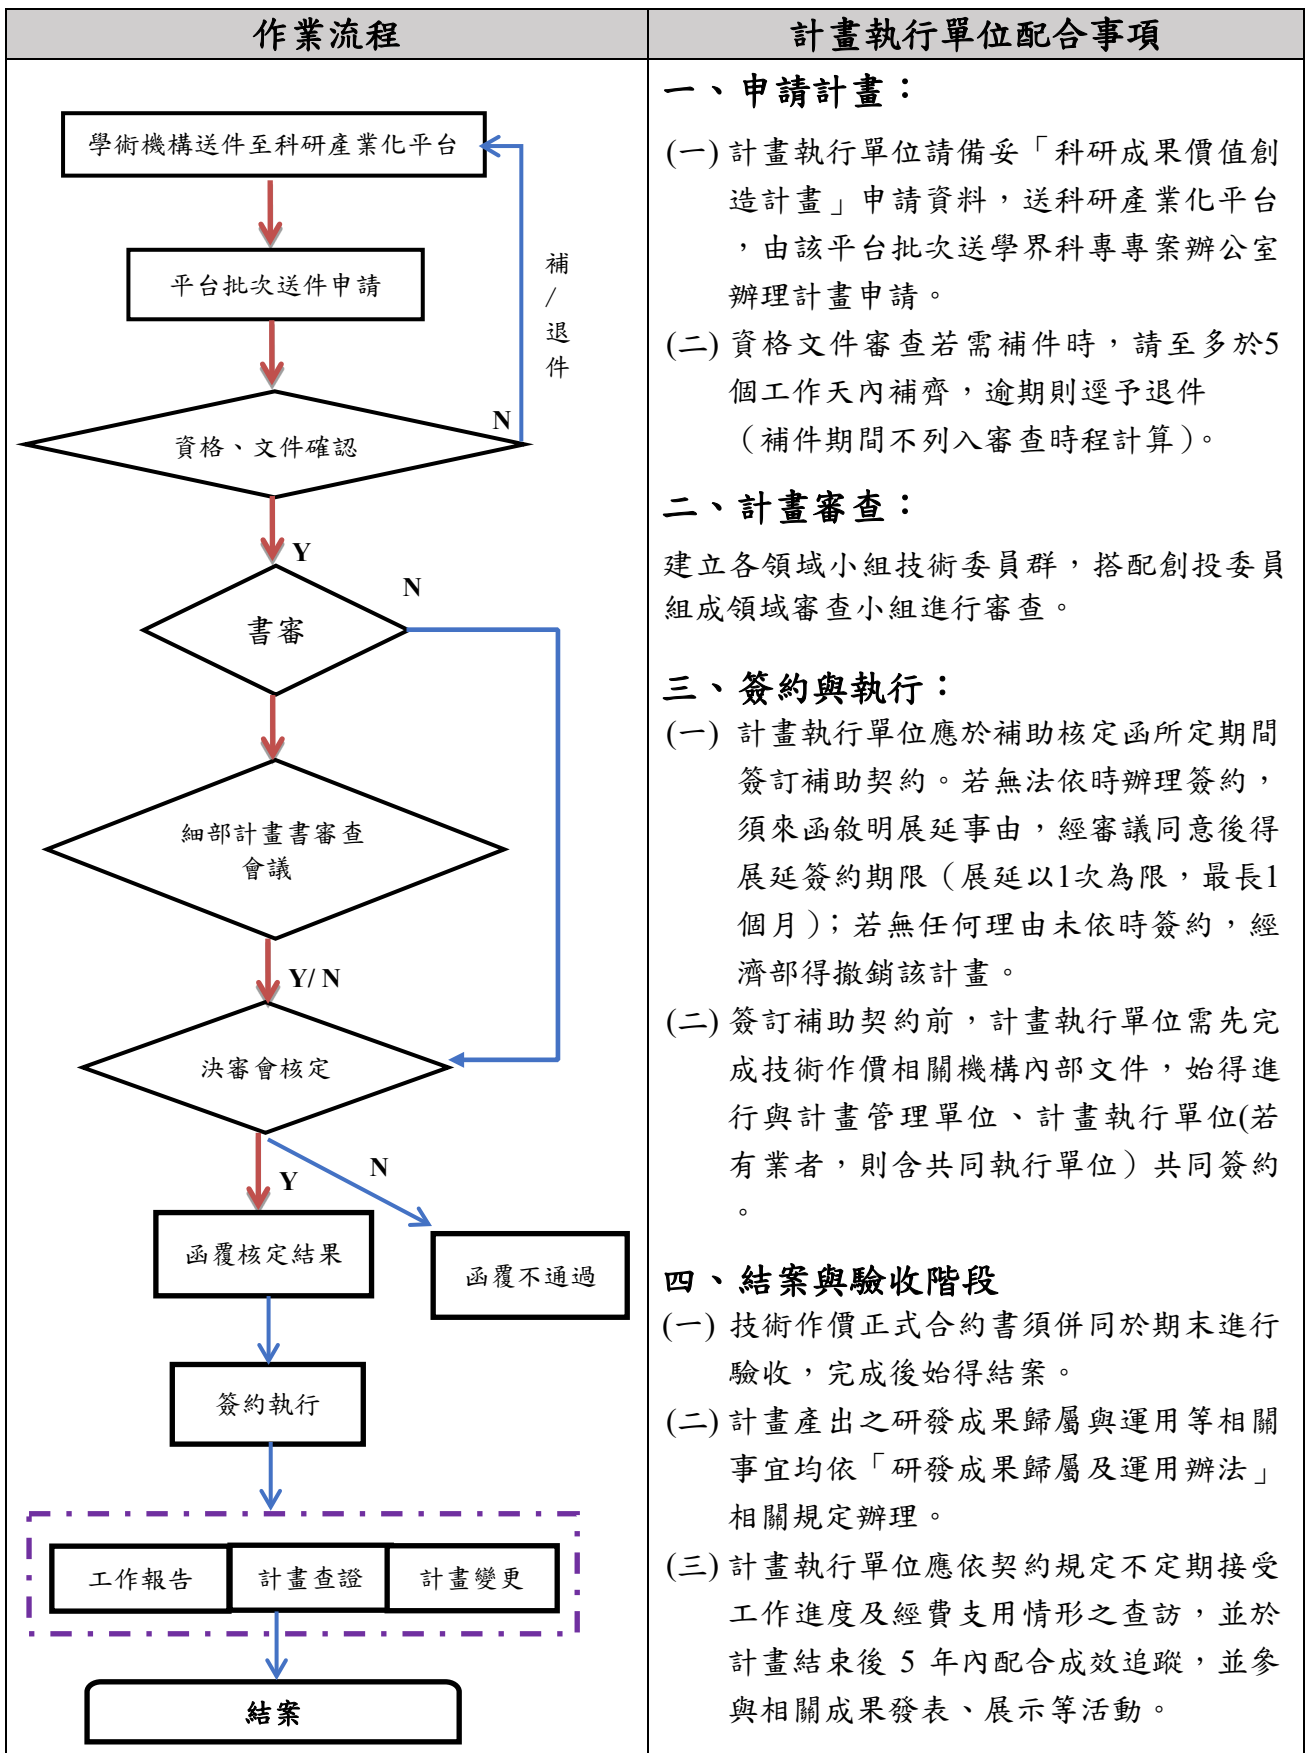 作業流程
學術機構送件至科研產業化平台
平台批次送件申請
補
/
退
件
資格、文件確認
N
Y
書審
N
細部計畫書審查
會議
Y/ N
決審會核定
Y
N
函覆核定結果
函覆不通過
簽約執行
工作報告
計畫查證
計畫變更
結案
計畫執行單位配合事項
一、申請計畫：
(一) 計畫執行單位請備妥「科研成果價值創
造計畫」申請資料，送科研產業化平台
，由該平台批次送學界科專專案辦公室
辦理計畫申請。
(二) 資格文件審查若需補件時，請至多於5
個工作天內補齊，逾期則逕予退件
（補件期間不列入審查時程計算）。
二、計畫審查：
建立各領域小組技術委員群，搭配創投委員
組成領域審查小組進行審查。
三、簽約與執行：
(一) 計畫執行單位應於補助核定函所定期間
簽訂補助契約。若無法依時辦理簽約，
須來函敘明展延事由，經審議同意後得
展延簽約期限（展延以1次為限，最長1
個月）；若無任何理由未依時簽約，經
濟部得撤銷該計畫。
(二) 簽訂補助契約前，計畫執行單位需先完
成技術作價相關機構內部文件，始得進
行與計畫管理單位、計畫執行單位(若
有業者，則含共同執行單位）共同簽約
。
四、結案與驗收階段
(一) 技術作價正式合約書須併同於期末進行
驗收，完成後始得結案。
(二) 計畫產出之研發成果歸屬與運用等相關
事宜均依「研發成果歸屬及運用辦法」
相關規定辦理。
(三) 計畫執行單位應依契約規定不定期接受
工作進度及經費支用情形之查訪，並於
計畫結束後 5 年內配合成效追蹤，並參
與相關成果發表、展示等活動。